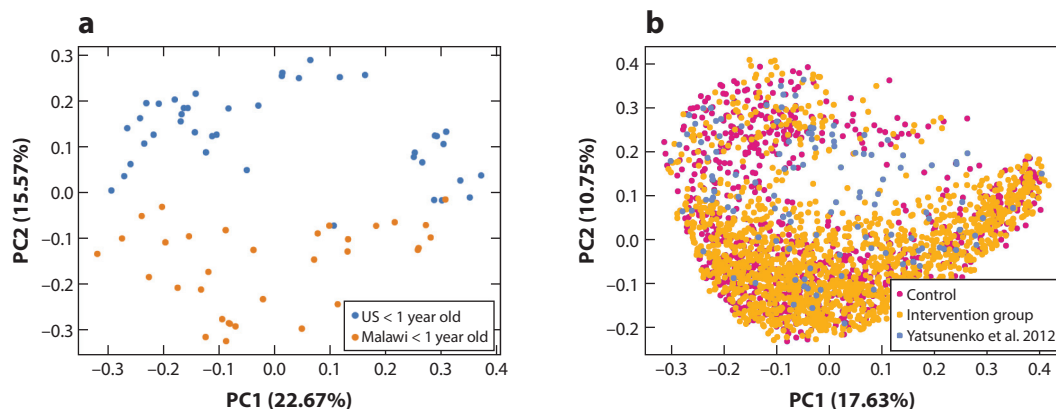 a
PC2 (15.57%)
0.3
0.2
0.1
0.0
−0.1
−0.2
−0.3
US < 1 year old
Malawi < 1 year old
−0.3 −0.2 −0.1 0.0 0.1 0.2 0.3 0.4
PC1 (22.67%)
b
PC2 (10.75%)
0.4
0.3
0.2
0.1
0.0
−0.1
−0.2
Control
Intervention group
Yatsunenko et al. 2012
−0.3 −0.2 −0.1 0.0 0.1 0.2 0.3 0.4
PC1 (17.63%)